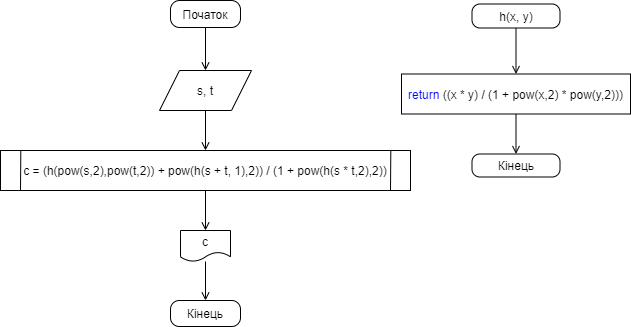 Початок
s, t
c = (h(pow(s,2),pow(t,2)) + pow(h(s + t, 1),2)) / (1 + pow(h(s * t,2),2))
c
Кінець
h(x, y)
return ((x * y) / (1 + pow(x,2) * pow(y,2)))
Кінець